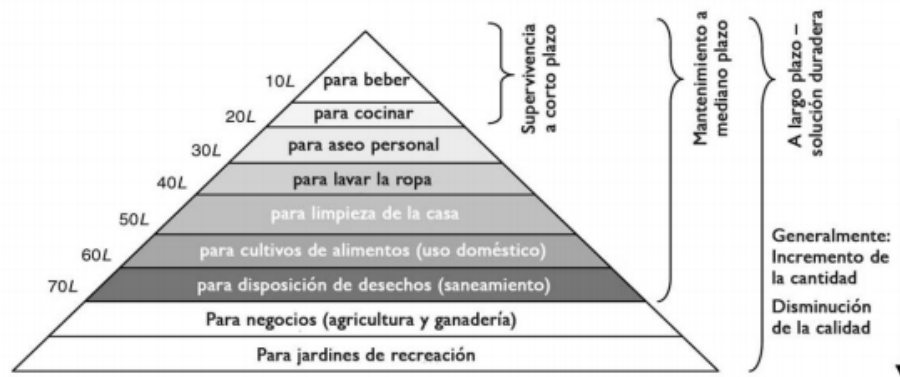 10L
para beber
20L
para cocinar
30L
para aseo personal
40L
para lavar la ropa
50L
para limpieza de la casa
60L
para cultivos de alimentos (uso doméstico)
70L
para disposición de desechos (saneamiento)
Para negocios (agricultura y ganadería)
Para jardines de recreación
Supervivencia
a corto plazo
Mantenimiento a
mediano plazo
A largo plazo –
solución duradera
Generalmente:
Incremento de
la cantidad
Disminución
de la calidad